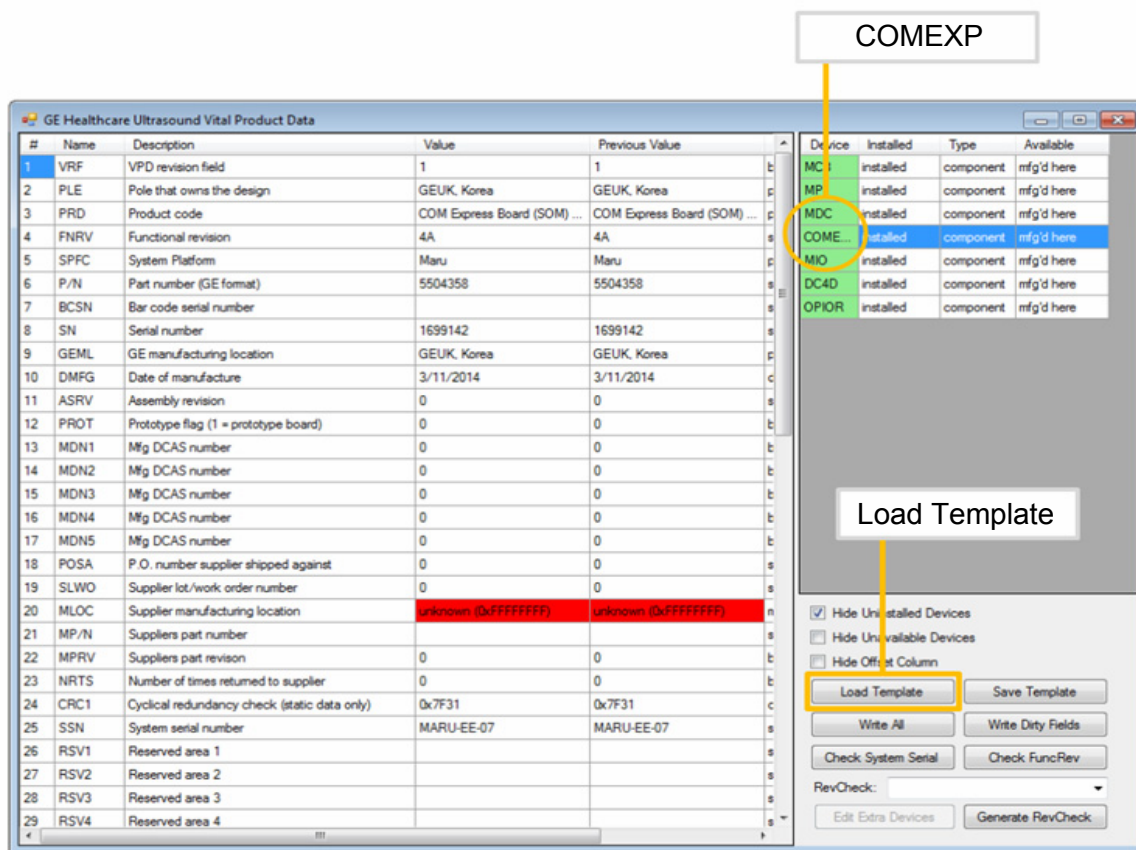 COMEXP
GE Healthcare Ultrasound Vital Product Data
# Name Description Value Previous Value
1 VRF VPD revision field 1 1
2 PLE Pole that owns the design GEUK, Korea GEUK, Korea
3 PRD Product code COM Express Board (SOM) ... COM Express Board (SOM) ...
4 FNRV Functional revision 4A 4A
5 SPFC System Platform Maru Maru
6 P/N Part number (GE format) 5504358 5504358
7 BCSN Bar code serial number
8 SN Serial number 1699142 1699142
9 GEML GE manufacturing location GEUK, Korea GEUK, Korea
10 DMFG Date of manufacture 3/11/2014 3/11/2014
11 ASRV Assembly revision 0 0
12 PROT Prototype flag (1 = prototype board) 0 0
13 MDN1 Mfg DCAS number 0 0
14 MDN2 Mfg DCAS number 0 0
15 MDN3 Mfg DCAS number 0 0
16 MDN4 Mfg DCAS number 0 0
17 MDN5 Mfg DCAS number 0 0
18 POSA P.O. number supplier shipped against 0 0
19 SLWO Supplier lot/work order number 0 0
20 MLOC Supplier manufacturing location unknown (0xFFFFFFFF) unknown (0xFFFFFFFF)
21 MP/N Suppliers part number
22 MPRV Suppliers part revison 0 0
23 NRTS Number of times returned to supplier 0 0
24 CRC1 Cyclical redundancy check (static data only) 0x7F31 0x7F31
25 SSN System serial number MARU-EE-07 MARU-EE-07
26 RSV1 Reserved area 1
27 RSV2 Reserved area 2
28 RSV3 Reserved area 3
29 RSV4 Reserved area 4
Device Installed Type Available
installed component mfg'd here
MP installed component mfg'd here
MDC installed component mfg'd here
COME... installed component mfg'd here
MIO installed component mfg'd here
DC4D installed component mfg'd here
OPIOR installed component mfg'd here
Load Template
Hide Uninstalled Devices
Hide Unavailable Devices
Hide Offset Column
Load Template Save Template
Write All Write Dirty Fields
Check System Serial Check FuncRev
RevCheck:
Edit Extra Devices Generate RevCheck